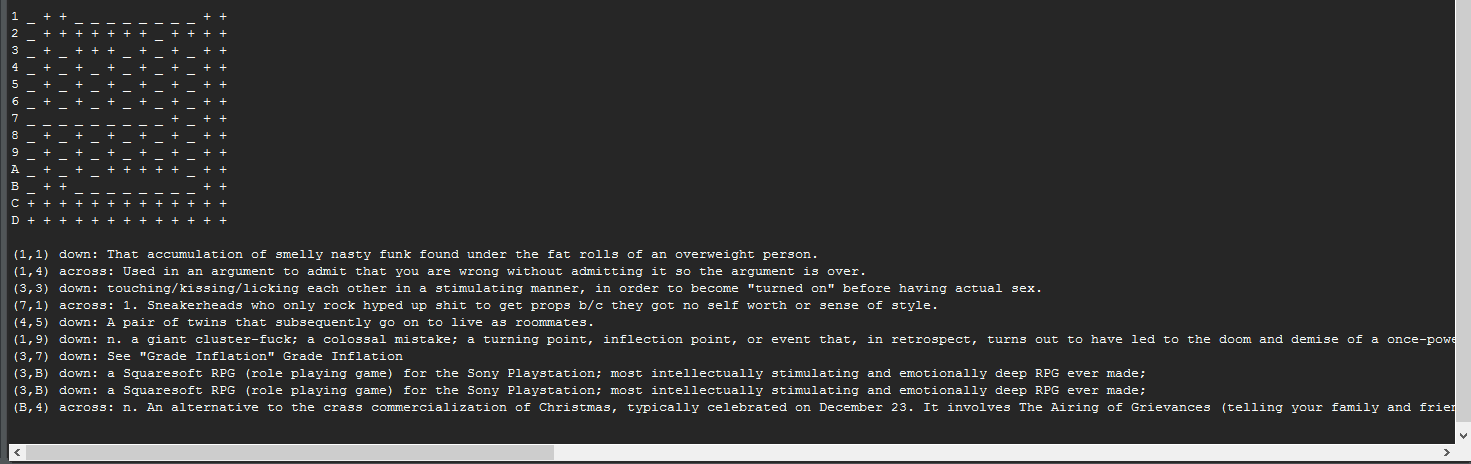 1 _ + + _ _ _ _ _ _ _ _ + +
2 _ + + + + + + + _ + + + +
3 _ + _ + + + _ + _ + _ + +
4 _ + _ + _ + _ + _ + _ + +
5 _ + _ + _ + _ + _ + _ + +
6 _ + _ + _ + _ + _ + _ + +
7 _ _ _ _ _ _ _ _ _ + _ + +
8 _ + _ + _ + _ + _ + _ + +
9 _ + _ + _ + _ + _ + _ + +
A _ + _ + _ + + + + + _ + +
B _ + + _ _ _ _ _ _ _ _ + +
C + + + + + + + + + + + + +
D + + + + + + + + + + + + +
(1,1) down: That accumulation of smelly nasty funk found under the fat rolls of an overweight person.
(1,4) across: Used in an argument to admit that you are wrong without admitting it so the argument is over.
(3,3) down: touching/kissing/licking each other in a stimulating manner, in order to become "turned on" before having actual sex.
(7,1) across: 1. Sneakerheads who only rock hyped up shit to get props b/c they got no self worth or sense of style.
(4,5) down: A pair of twins that subsequently go on to live as roommates.
(1,9) down: n. a giant cluster-fuck; a colossal mistake; a turning point, inflection point, or event that, in retrospect, turns out to have led to the doom and demise of a once-powe
(3,7) down: See "Grade Inflation" Grade Inflation
(3,B) down: a Squaresoft RPG (role playing game) for the Sony Playstation; most intellectually stimulating and emotionally deep RPG ever made;
(3,B) down: a Squaresoft RPG (role playing game) for the Sony Playstation; most intellectually stimulating and emotionally deep RPG ever made;
(B,4) across: n. An alternative to the crass commercialization of Christmas, typically celebrated on December 23. It involves The Airing of Grievances (telling your family and frien